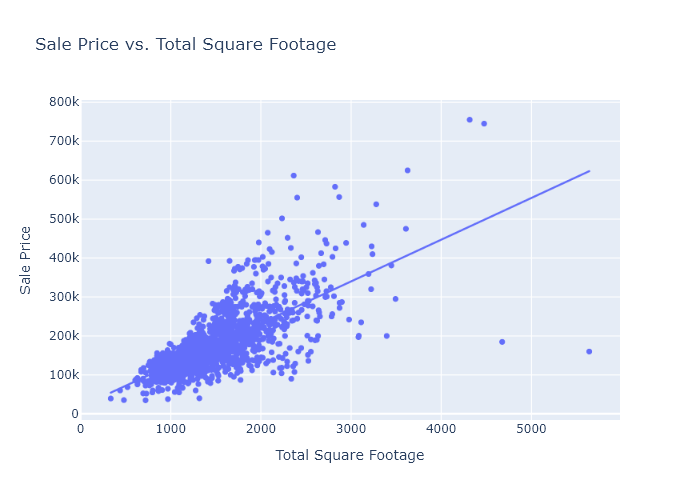 Sale Price vs. Total Square Footage
800k
700k
600k
500k
400k
300k
200k
100k
0
Sale Price
0 1000 2000 3000 4000 5000
Total Square Footage